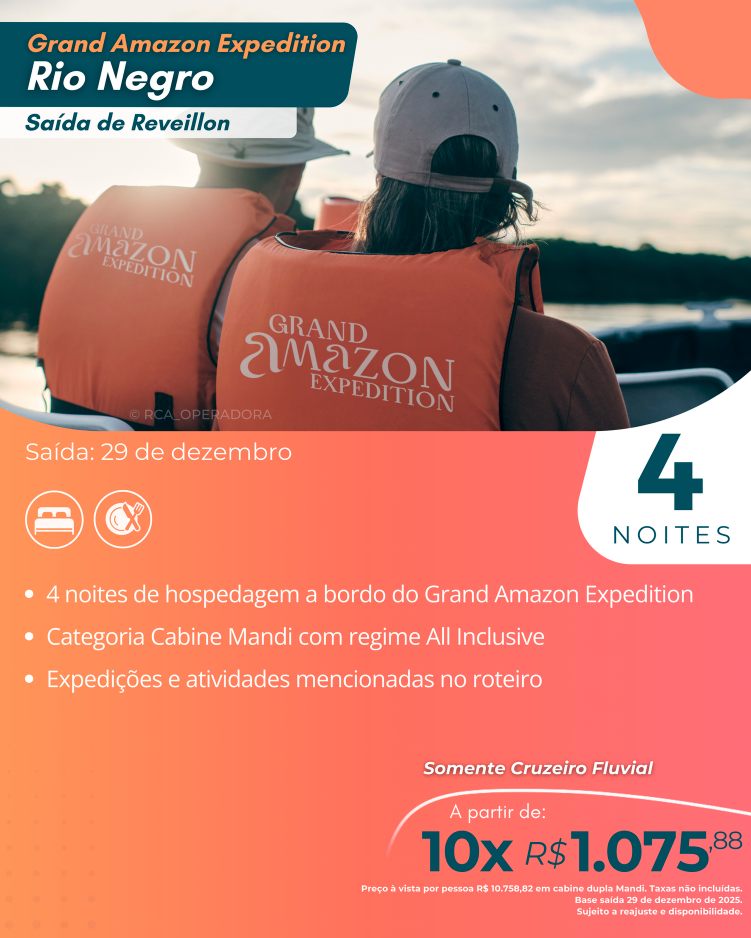 Grand Amazon Expedition
Rio Negro
Saída de Reveillon
GRAND
AMAZON
EXPEDITION
GRAND
AMAZON
EXPEDITION
© RCA_OPERADORA
Saída: 29 de dezembro
4
NOITES
• 4 noites de hospedagem a bordo do Grand Amazon Expedition
• Categoria Cabine Mandi com regime All Inclusive
• Expedições e atividades mencionadas no roteiro
Somente Cruzeiro Fluvial
A partir de:
10x R$1.075,88
Preço à vista por pessoa R$ 10.758,82 em cabine dupla Mandi. Taxas não incluídas.
Base saída 29 de dezembro de 2025.
Sujeito a reajuste e disponibilidade.